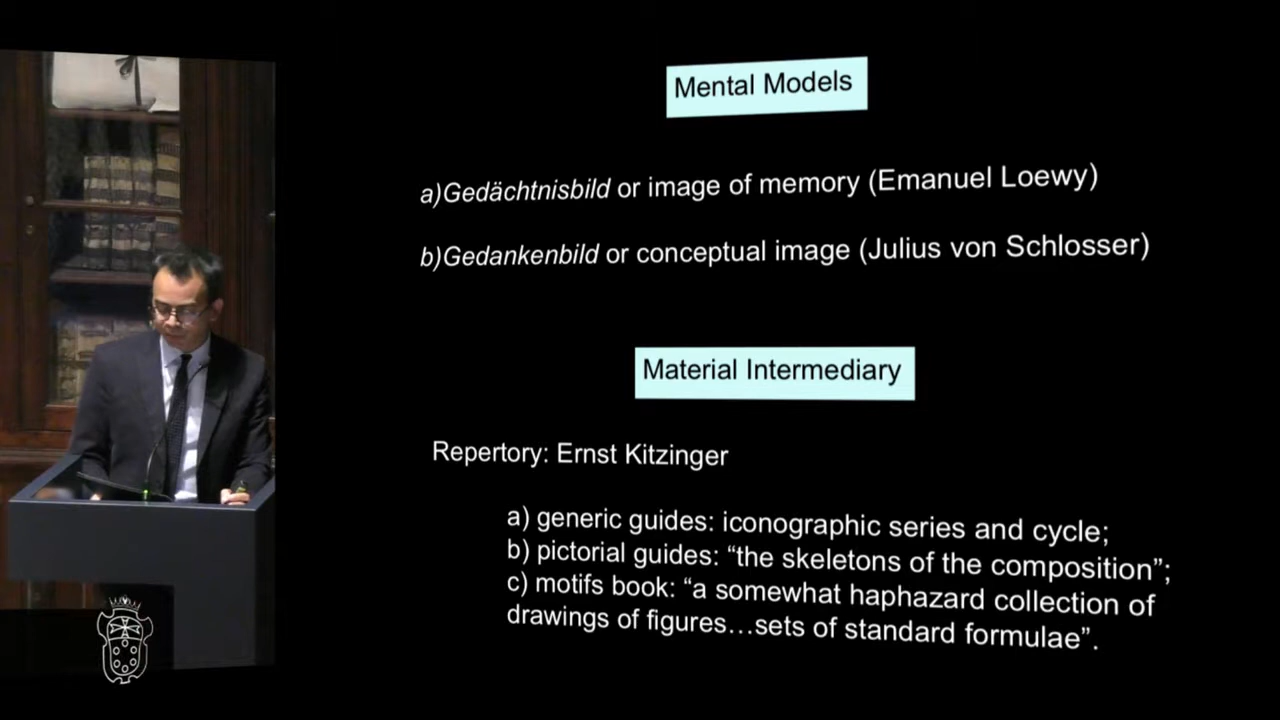 Mental Models
a)Gedächtnisbild or image of memory (Emanuel Loewy)
b)Gedankenbild or conceptual image (Julius von Schlosser)
Material Intermediary
Repertory: Ernst Kitzinger
a) generic guides: iconographic series and cycle;
b) pictorial guides: “the skeletons of the composition”;
c) motifs book: “a somewhat haphazard collection of
drawings of figures…sets of standard formulae”.